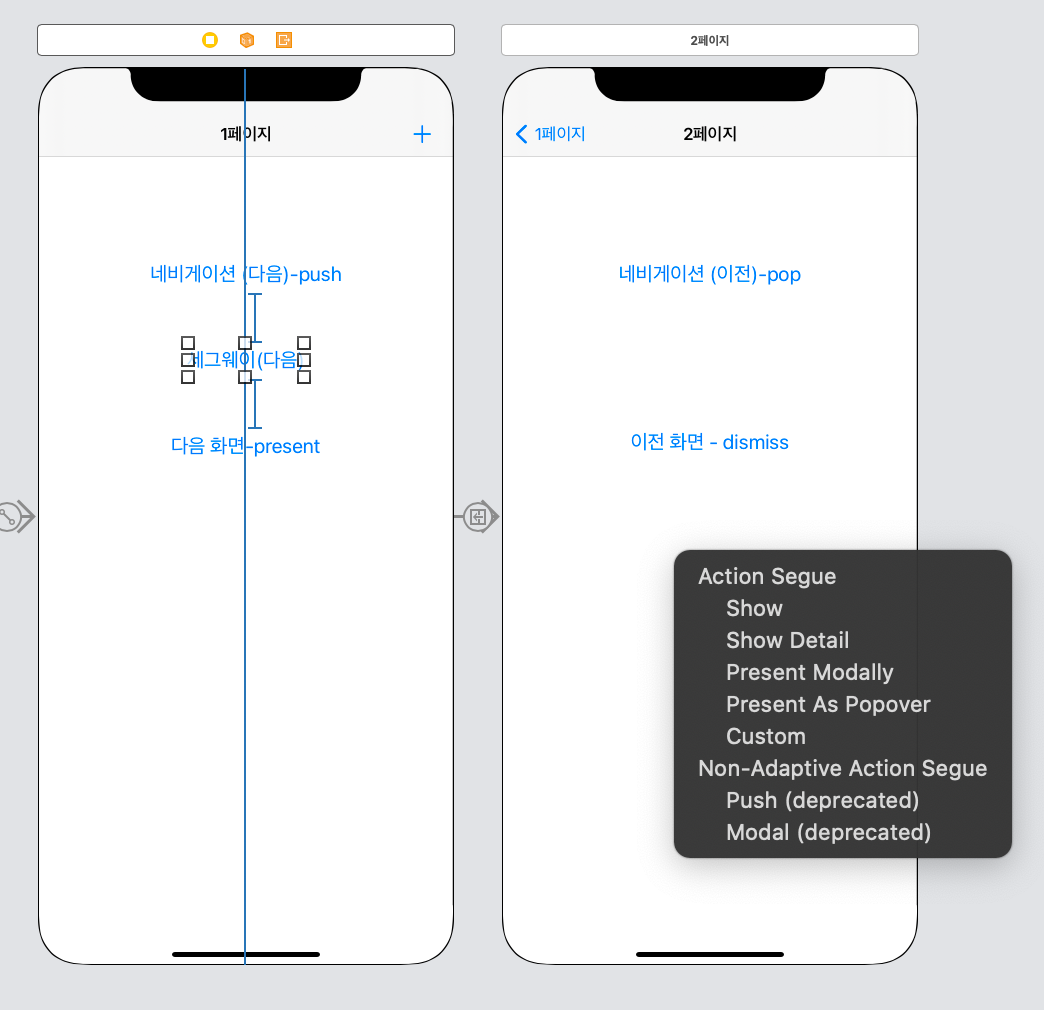 2페이지
1페이지
1페이지
2페이지
네비게이션 (다음)-push
네비게이션 (이전)-pop
세그웨이(다음)
다음 화면-present
이전 화면 - dismiss
Action Segue
Show
Show Detail
Present Modally
Present As Popover
Custom
Non-Adaptive Action Segue
Push (deprecated)
Modal (deprecated)